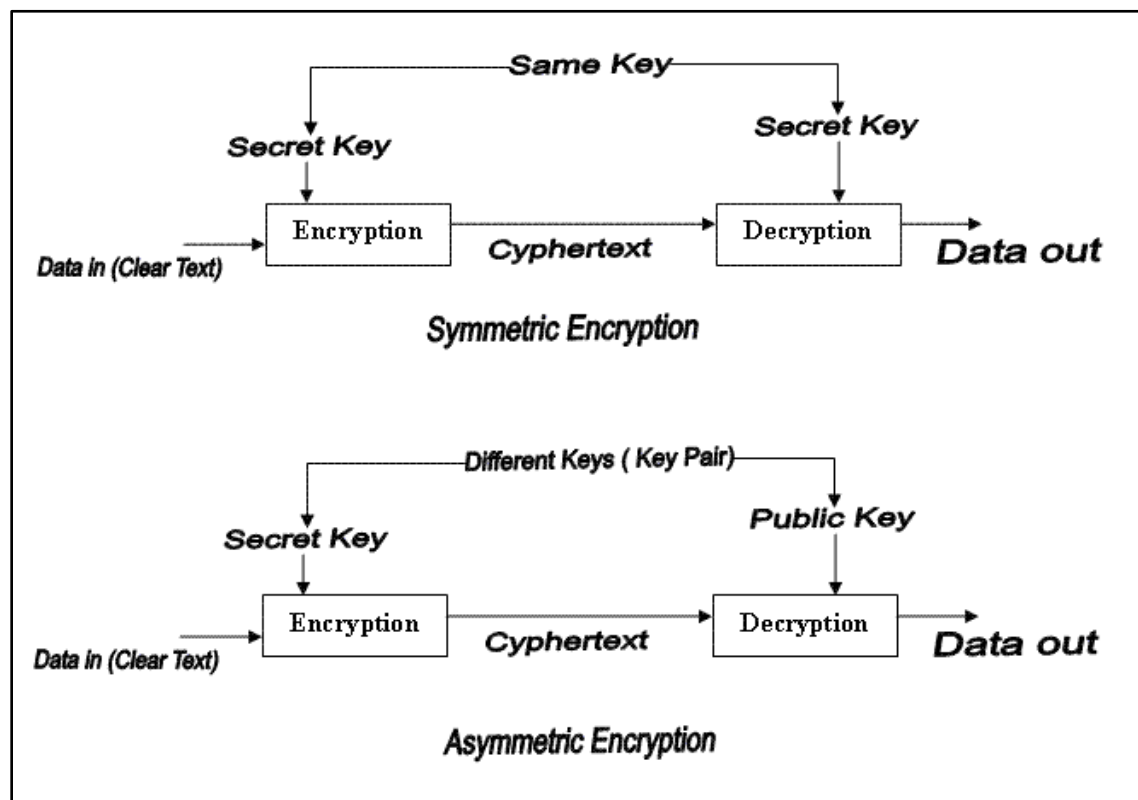 Same Key
Secret Key
Secret Key
Encryption
Decryption
Cyphertext
Data in (Clear Text)
Data out
Symmetric Encryption
Different Keys ( Key Pair)
Secret Key
Public Key
Encryption
Decryption
Cyphertext
Data in (Clear Text)
Data out
Asymmetric Encryption